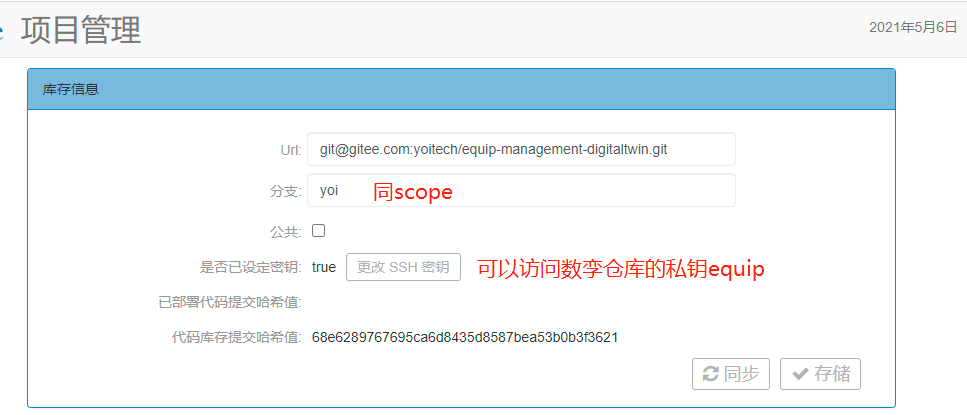 项目管理
2021年5月6日
库存信息
Url: git@gitee.com:yoitech/equip-management-digitaltwin.git
分支: yoi 同scope
公共:
是否已设定密钥: true 更改 SSH 密钥 可以访问数孪仓库的私钥equip
已部署代码提交哈希值:
代码库存提交哈希值: 68e6289767695ca6d8435d8587bea53b0b3f3621
同步 存储